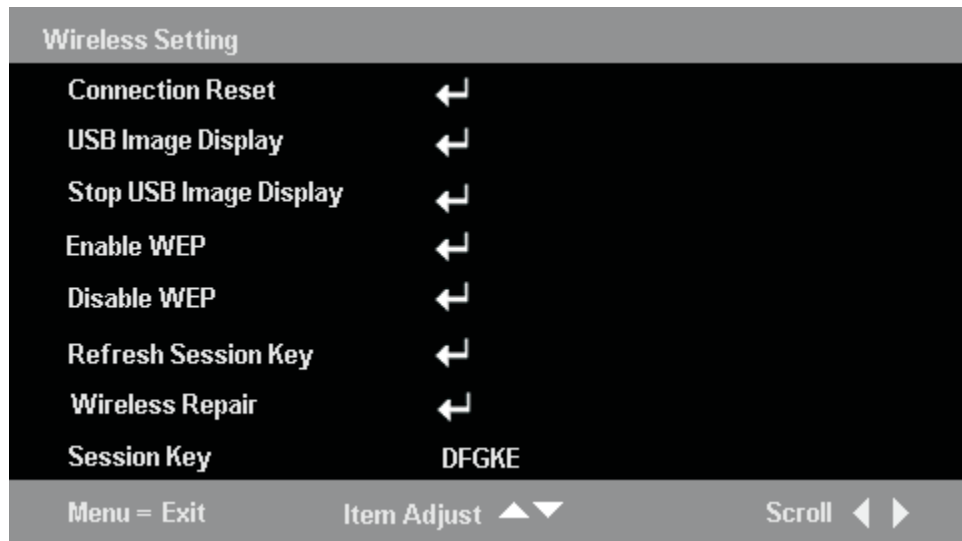 Wireless Setting
Connection Reset
USB Image Display
Stop USB Image Display
Enable WEP
Disable WEP
Refresh Session Key
Wireless Repair
Session Key DFGKE
Menu = Exit Item Adjust Scroll